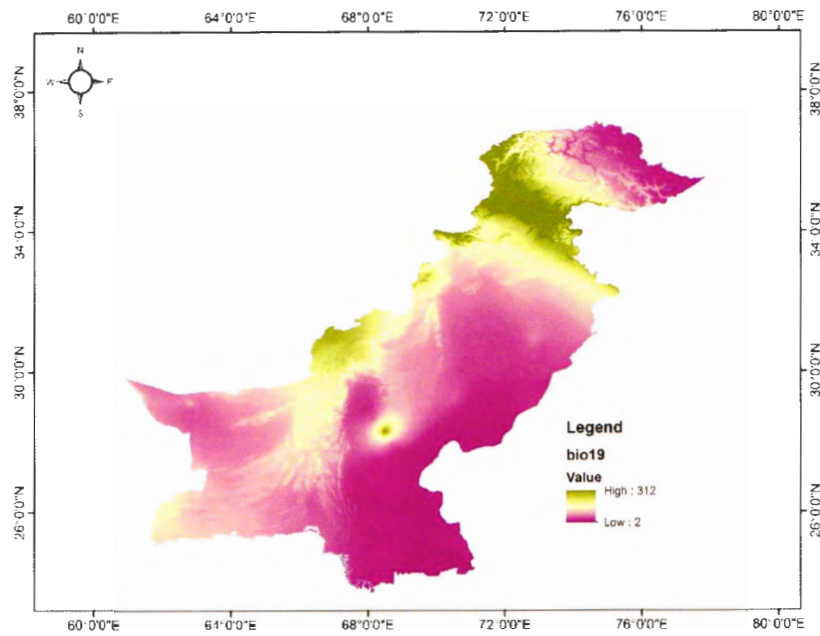 60°0'0"E 64°0'0"E 68°0'0"E 72°0'0"E 76°0'0"E 80°0'0"E
N
W E
S
38°0'0"N 38°0'0"N
34°0'0"N 34°0'0"N
30°0'0"N 30°0'0"N
26°0'0"N 26°0'0"N
Legend
bio19
Value
High : 312
Low : 2
60°0'0"E 64°0'0"E 68°0'0"E 72°0'0"E 76°0'0"E 80°0'0"E